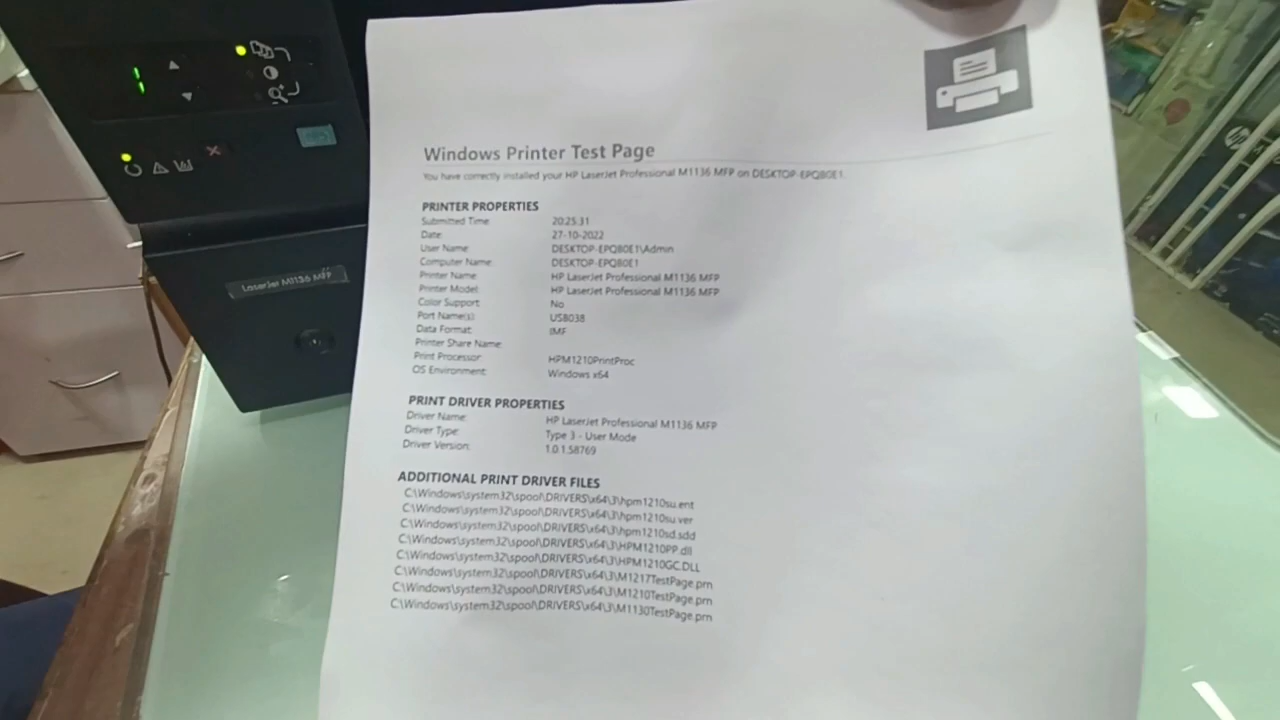 Windows Printer Test Page
You have correctly installed your HP LaserJet Professional M1136 MFP on DESKTOP-EPQB0E1.
PRINTER PROPERTIES
Submitted Time: 20:25:31
Date: 27-10-2022
User Name: DESKTOP-EPQB0E1\Admin
Computer Name: DESKTOP-EPQB0E1
Printer Name: HP LaserJet Professional M1136 MFP
Printer Model: HP LaserJet Professional M1136 MFP
Color Support: No
Port Name(s): USB038
Data Format: IMF
Printer Share Name:
Print Processor: HPM1210PrintProc
OS Environment: Windows x64
PRINT DRIVER PROPERTIES
Driver Name: HP LaserJet Professional M1136 MFP
Driver Type: Type 3 - User Mode
Driver Version: 1.0.1.58769
ADDITIONAL PRINT DRIVER FILES
C:\Windows\system32\spool\DRIVERS\x64\3\hpm1210su.ent
C:\Windows\system32\spool\DRIVERS\x64\3\hpm1210su.ver
C:\Windows\system32\spool\DRIVERS\x64\3\hpm1210sd.sdd
C:\Windows\system32\spool\DRIVERS\x64\3\HPM1210PP.dll
C:\Windows\system32\spool\DRIVERS\x64\3\HPM1210GC.DLL
C:\Windows\system32\spool\DRIVERS\x64\3\M1217TestPage.prn
C:\Windows\system32\spool\DRIVERS\x64\3\M1210TestPage.prn
C:\Windows\system32\spool\DRIVERS\x64\3\M1130TestPage.prn
LaserJet M1136 MFP
hp